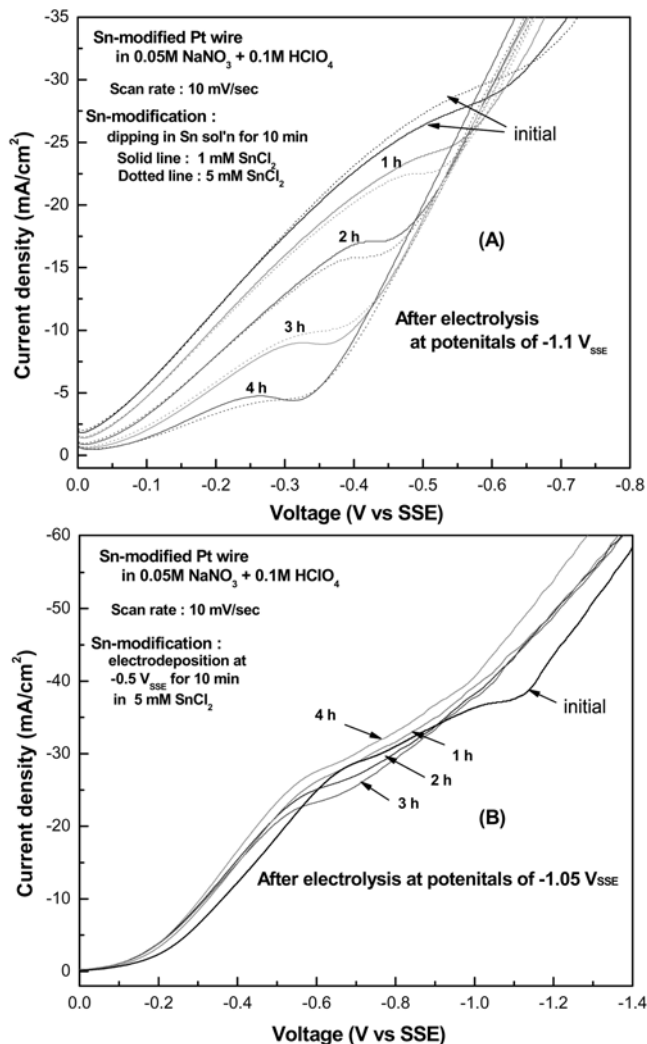 -35
-30
-25
-20
-15
-10
-5
0
Current density (mA/cm²)
Sn-modified Pt wire
in 0.05M NaNO₃ + 0.1M HClO₄
Scan rate : 10 mV/sec
Sn-modification :
dipping in Sn sol'n for 10 min
Solid line : 1 mM SnCl₂
Dotted line : 5 mM SnCl₂
initial
1 h
2 h
3 h
4 h
(A)
After electrolysis
at potenitals of -1.1 V_SSE
0.0 -0.1 -0.2 -0.3 -0.4 -0.5 -0.6 -0.7 -0.8
Voltage (V vs SSE)
-60
-50
-40
-30
-20
-10
0
Current density (mA/cm²)
Sn-modified Pt wire
in 0.05M NaNO₃ + 0.1M HClO₄
Scan rate : 10 mV/sec
Sn-modification :
electrodeposition at
-0.5 V_SSE for 10 min
in 5 mM SnCl₂
initial
4 h
1 h
2 h
3 h
(B)
After electrolysis at potenitals of -1.05 V_SSE
0.0 -0.2 -0.4 -0.6 -0.8 -1.0 -1.2 -1.4
Voltage (V vs SSE)